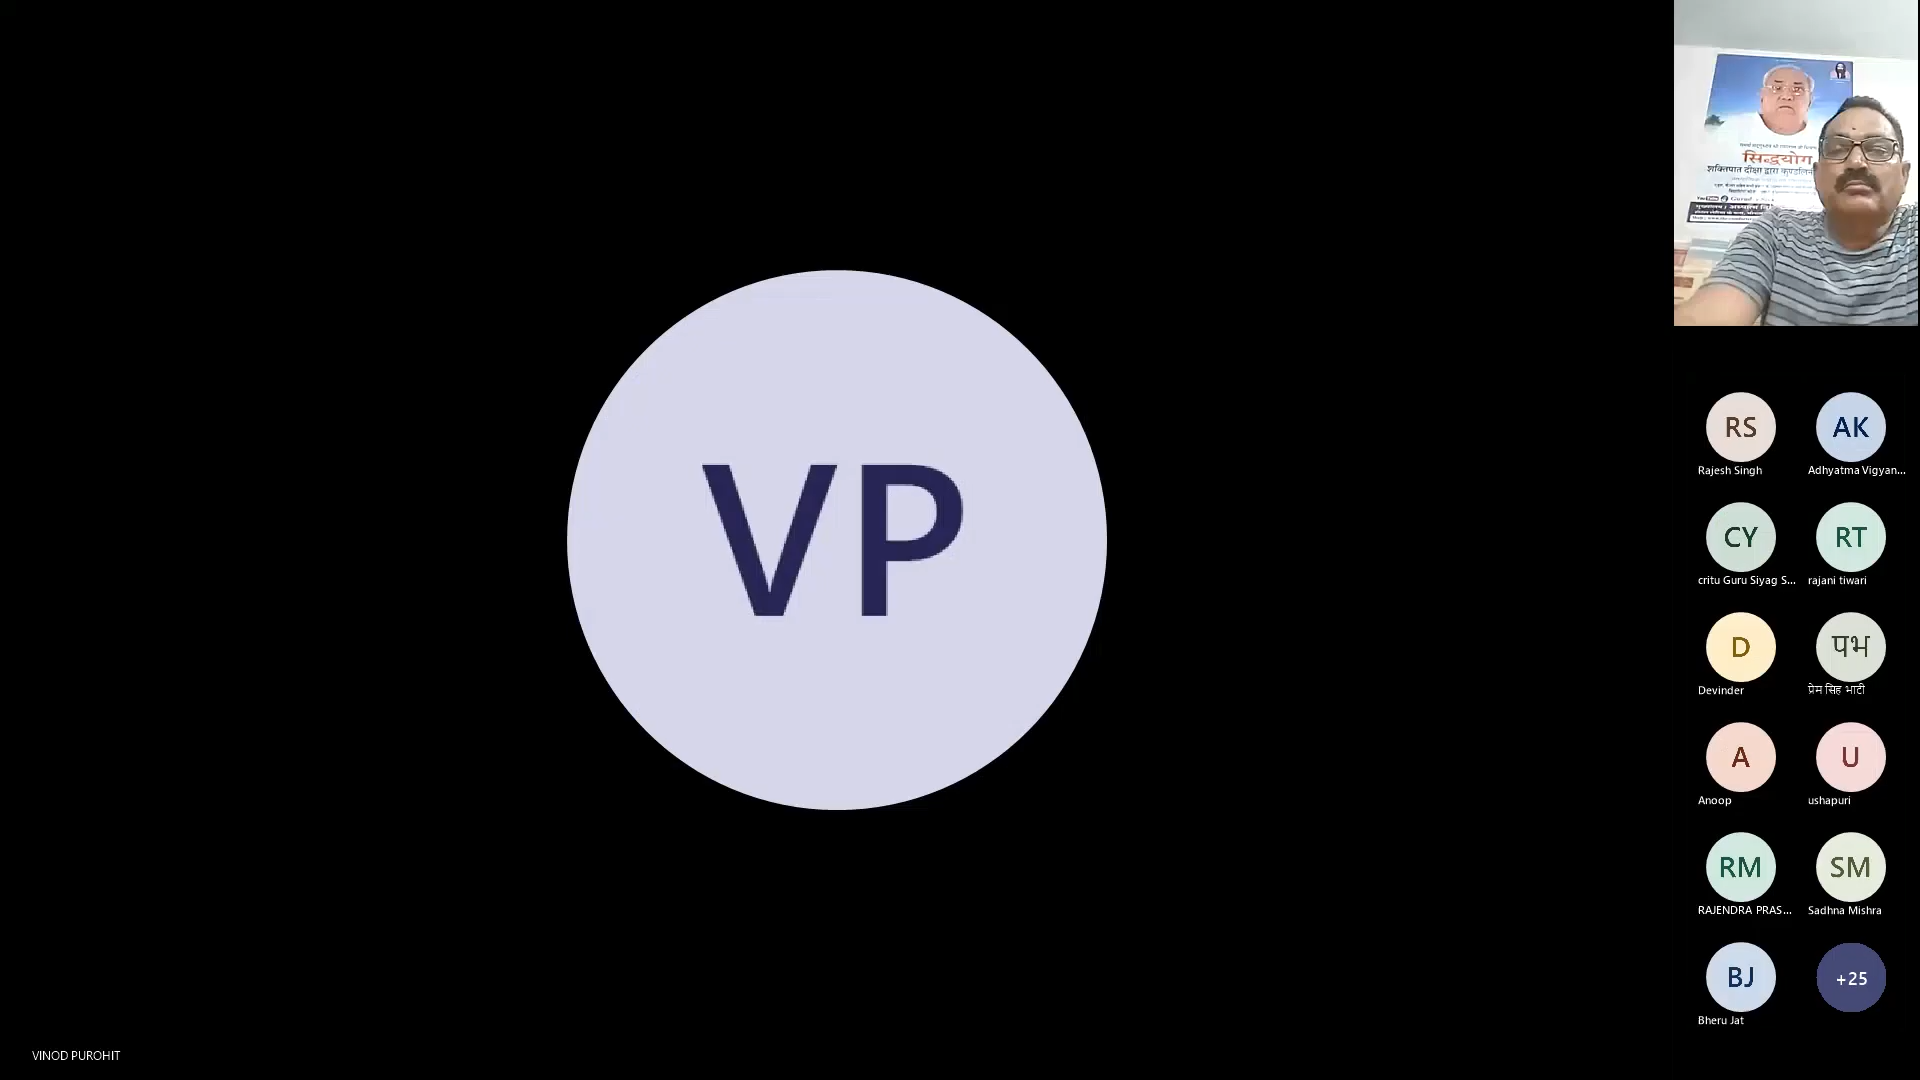 VP
VINOD PUROHIT
सिद्धयोग
शक्तिपात दीक्षा द्वारा
RS
AK
Rajesh Singh
Adhyatma Vigyan...
CY
RT
critu Guru Siyag S...
rajani tiwari
D
पभ
Devinder
प्रेम सिह भाटी
A
U
Anoop
ushapuri
RM
SM
RAJENDRA PRAS...
Sadhna Mishra
BJ
+25
Bheru Jat